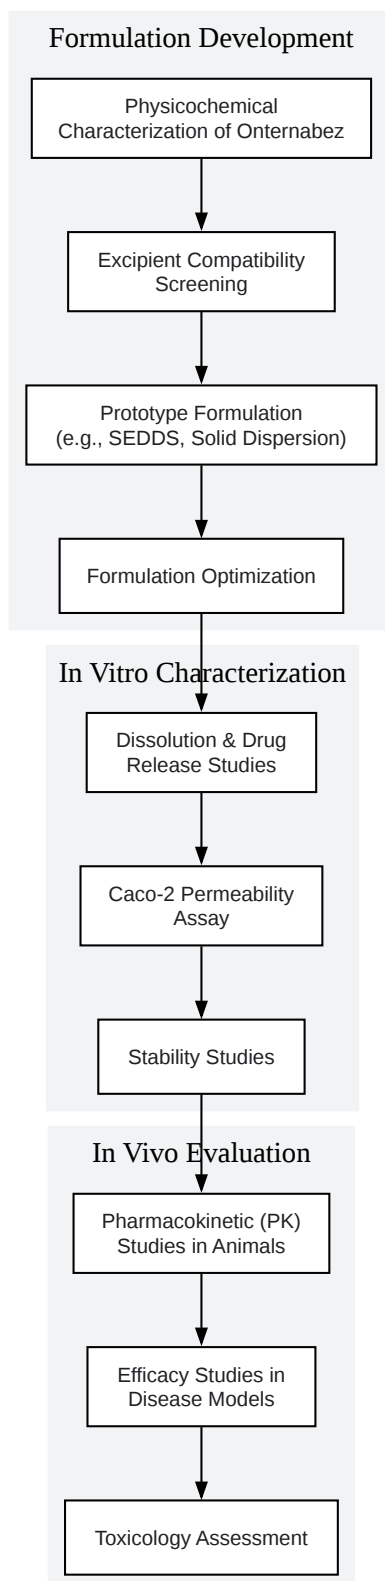 Formulation Development
Physicochemical
Characterization of Onternabez
Excipient Compatibility
Screening
Prototype Formulation
(e.g., SEDDS, Solid Dispersion)
Formulation Optimization
In Vitro Characterization
Dissolution & Drug
Release Studies
Caco-2 Permeability
Assay
Stability Studies
In Vivo Evaluation
Pharmacokinetic (PK)
Studies in Animals
Efficacy Studies in
Disease Models
Toxicology Assessment